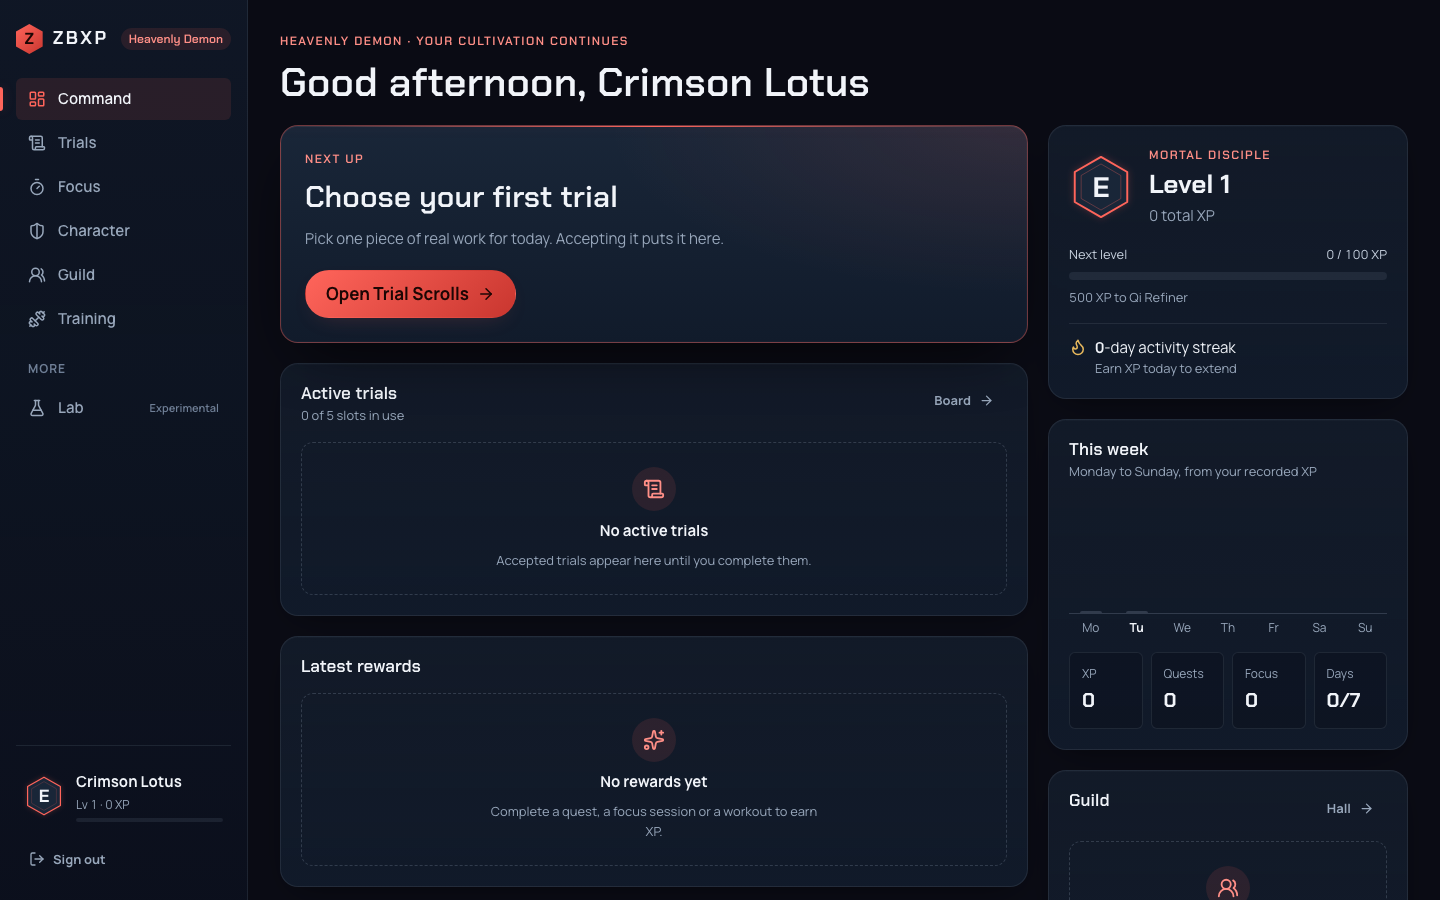 Z
ZBXP
Heavenly Demon
Command
Trials
Focus
Character
Guild
Training
MORE
Lab
Experimental
E
Crimson Lotus
Lv 1 · 0 XP
Sign out
HEAVENLY DEMON · YOUR CULTIVATION CONTINUES
Good afternoon, Crimson Lotus
NEXT UP
Choose your first trial
Pick one piece of real work for today. Accepting it puts it here.
Open Trial Scrolls
Active trials
0 of 5 slots in use
Board
No active trials
Accepted trials appear here until you complete them.
Latest rewards
No rewards yet
Complete a quest, a focus session or a workout to earn
XP.
E
MORTAL DISCIPLE
Level 1
0 total XP
Next level
0 / 100 XP
500 XP to Qi Refiner
0-day activity streak
Earn XP today to extend
This week
Monday to Sunday, from your recorded XP
Mo Tu We Th Fr Sa Su
XP
0
Quests
0
Focus
0
Days
0/7
Guild
Hall